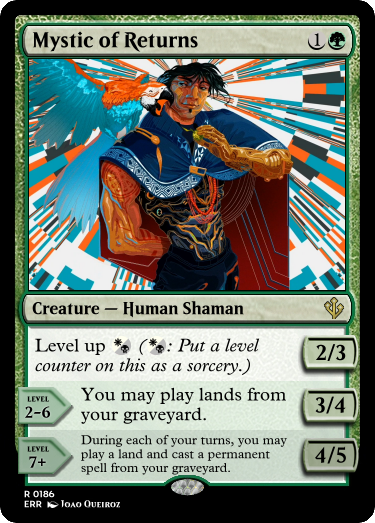 Mystic of Returns 1
Creature — Human Shaman
Level up (: Put a level
counter on this as a sorcery.)
2/3
LEVEL
2-6
You may play lands from
your graveyard.
3/4
LEVEL
7+
During each of your turns, you may
play a land and cast a permanent
spell from your graveyard.
4/5
R 0186
ERR Joao Queiroz